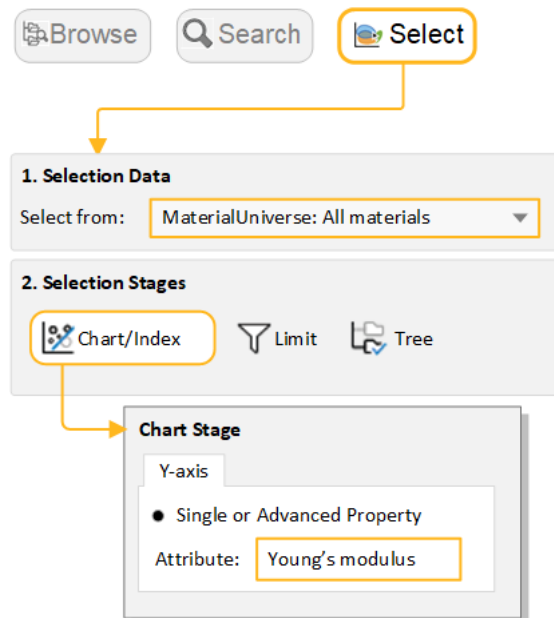 Browse Search Select
1. Selection Data
Select from: MaterialUniverse: All materials
2. Selection Stages
Chart/Index Limit Tree
Chart Stage
Y-axis
Single or Advanced Property
Attribute: Young’s modulus